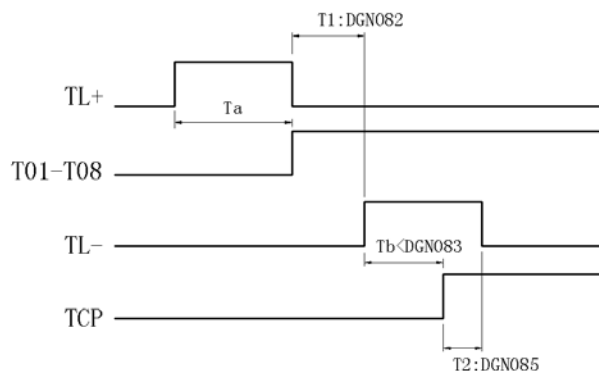 T1:DGN082
TL+
Ta
T01-T08
TL-
Tb<DGN083
TCP
T2:DGN085